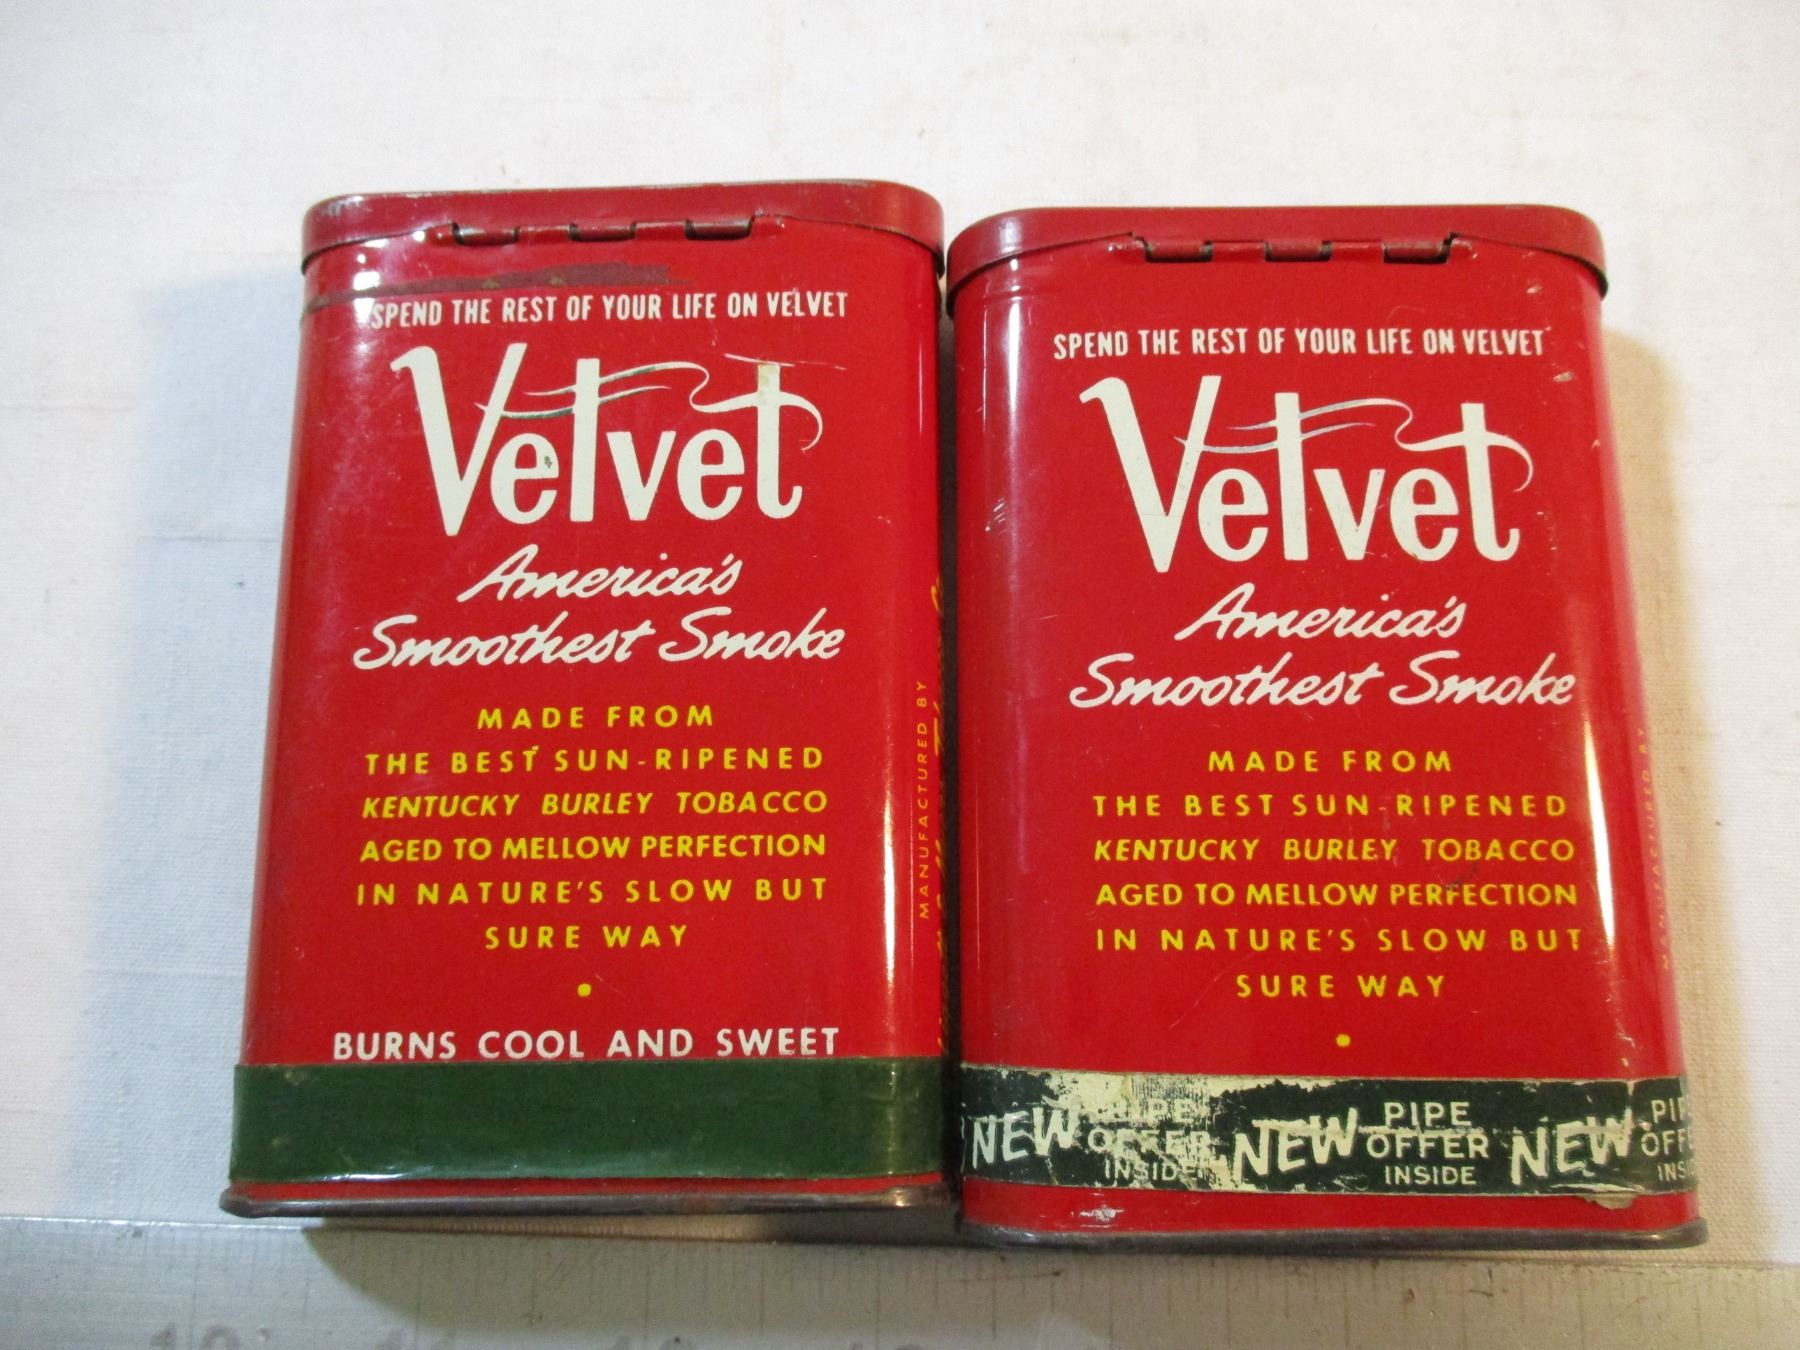 SPEND THE REST OF YOUR LIFE ON VELVET
Velvet
America's
Smoothest Smoke
MADE FROM
THE BEST SUN-RIPENED
KENTUCKY BURLEY TOBACCO
AGED TO MELLOW PERFECTION
IN NATURE'S SLOW BUT
SURE WAY
BURNS COOL AND SWEET
MANUFACTURED BY
SPEND THE REST OF YOUR LIFE ON VELVET
Velvet
America's
Smoothest Smoke
MADE FROM
THE BEST SUN-RIPENED
KENTUCKY BURLEY TOBACCO
AGED TO MELLOW PERFECTION
IN NATURE'S SLOW BUT
SURE WAY
NEW PIPE OFFER INSIDE NEW PIPE OFFER INSIDE NEW
MANUFACTURED BY